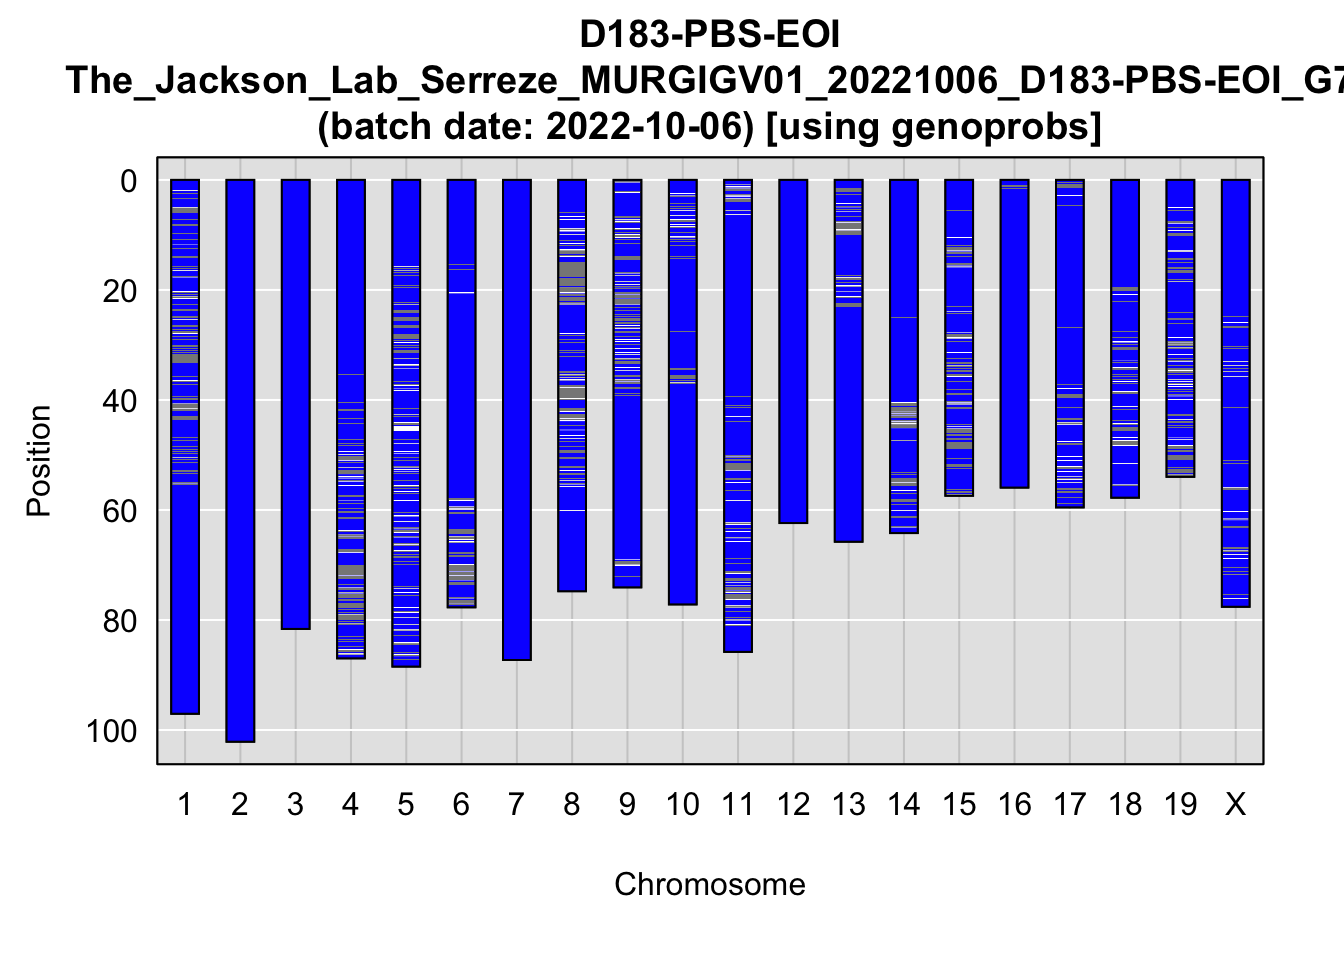 D183-PBS-EOI
The_Jackson_Lab_Serreze_MURGIGV01_20221006_D183-PBS-EOI_G7
(batch date: 2022-10-06) [using genoprobs]
Position
0
20
40
60
80
100
1 2 3 4 5 6 7 8 9 10 11 12 13 14 15 16 17 18 19 X
Chromosome